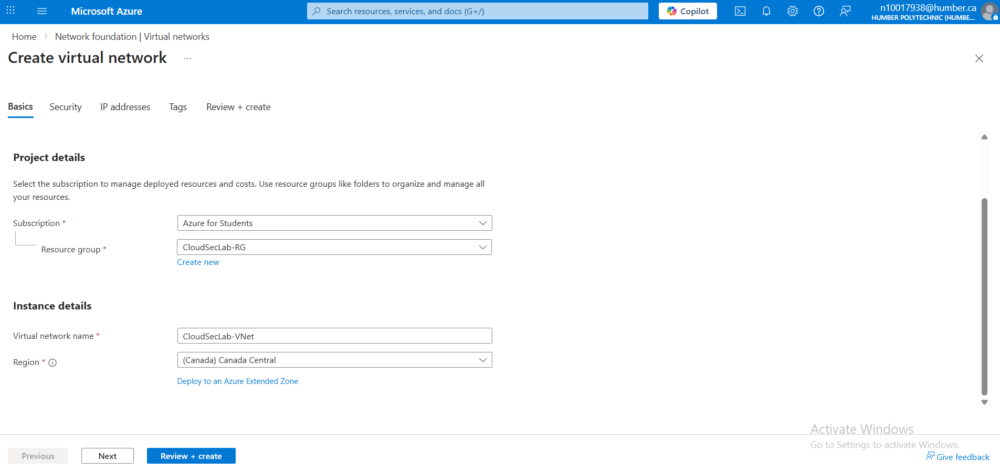 Microsoft Azure
Search resources, services, and docs (G+/)
Copilot
n10017938@humber.ca
HUMBER POLYTECHNIC (HUMBE...
Home > Network foundation | Virtual networks
Create virtual network ...
Basics Security IP addresses Tags Review + create
Project details
Select the subscription to manage deployed resources and costs. Use resource groups like folders to organize and manage all
your resources.
Subscription * Azure for Students
Resource group * CloudSecLab-RG
Create new
Instance details
Virtual network name * CloudSecLab-VNet
Region * (Canada) Canada Central
Deploy to an Azure Extended Zone
Activate Windows
Go to Settings to activate Windows.
Previous Next Review + create
Give feedback